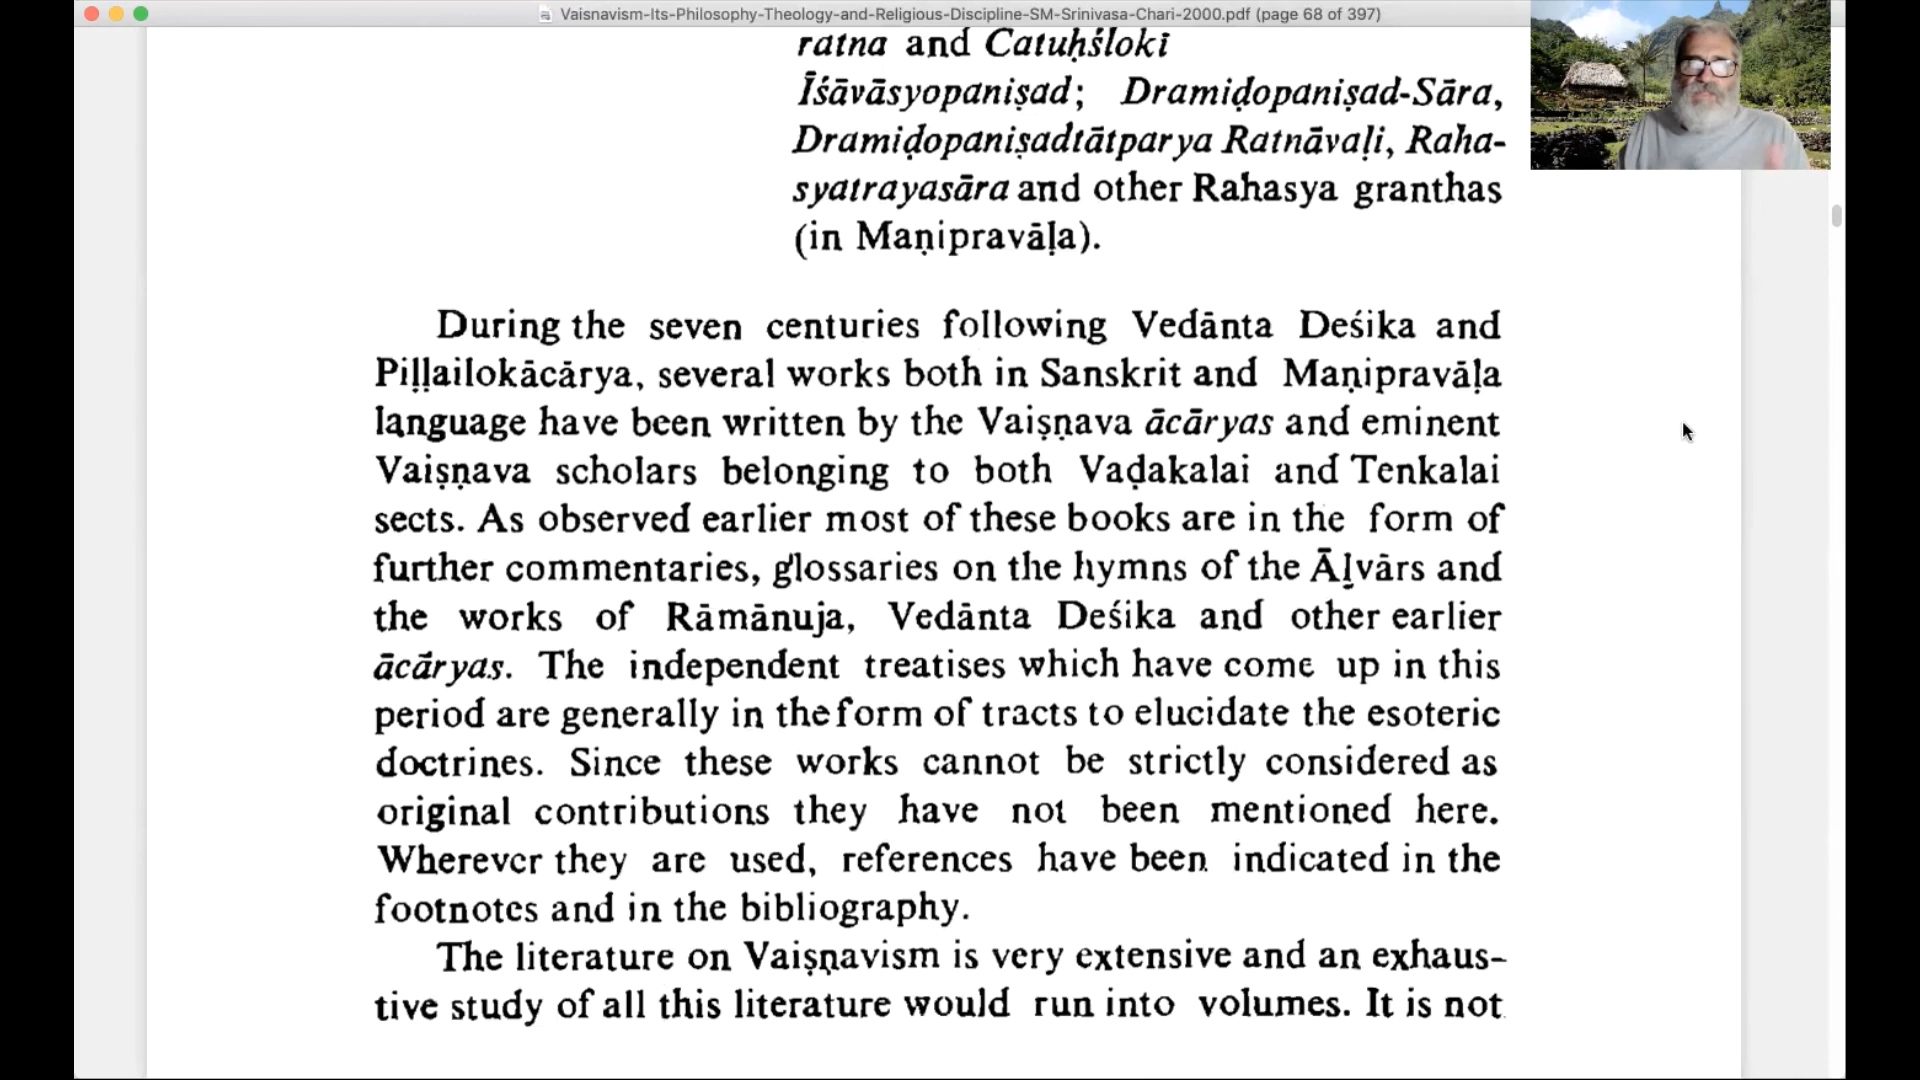 Vaisnavism-Its-Philosophy-Theology-and-Religious-Discipline-SM-Srinivasa-Chari-2000.pdf (page 68 of 397)
ratna and Catuḥśloki
Īśāvāsyopaniṣad; Dramiḍopaniṣad-Sāra,
Dramiḍopaniṣadtātparya Ratnāvaḷi, Raha-
syatrayasāra and other Rahasya granthas
(in Maṇipravāḷa).
During the seven centuries following Vedānta Deśika and
Piḷḷailokācārya, several works both in Sanskrit and Maṇipravāḷa
language have been written by the Vaiṣṇava ācāryas and eminent
Vaiṣṇava scholars belonging to both Vaḍakalai and Tenkalai
sects. As observed earlier most of these books are in the form of
further commentaries, glossaries on the hymns of the Āḻvārs and
the works of Rāmānuja, Vedānta Deśika and other earlier
ācāryas. The independent treatises which have come up in this
period are generally in the form of tracts to elucidate the esoteric
doctrines. Since these works cannot be strictly considered as
original contributions they have not been mentioned here.
Wherever they are used, references have been indicated in the
footnotes and in the bibliography.
The literature on Vaiṣṇavism is very extensive and an exhaus-
tive study of all this literature would run into volumes. It is not